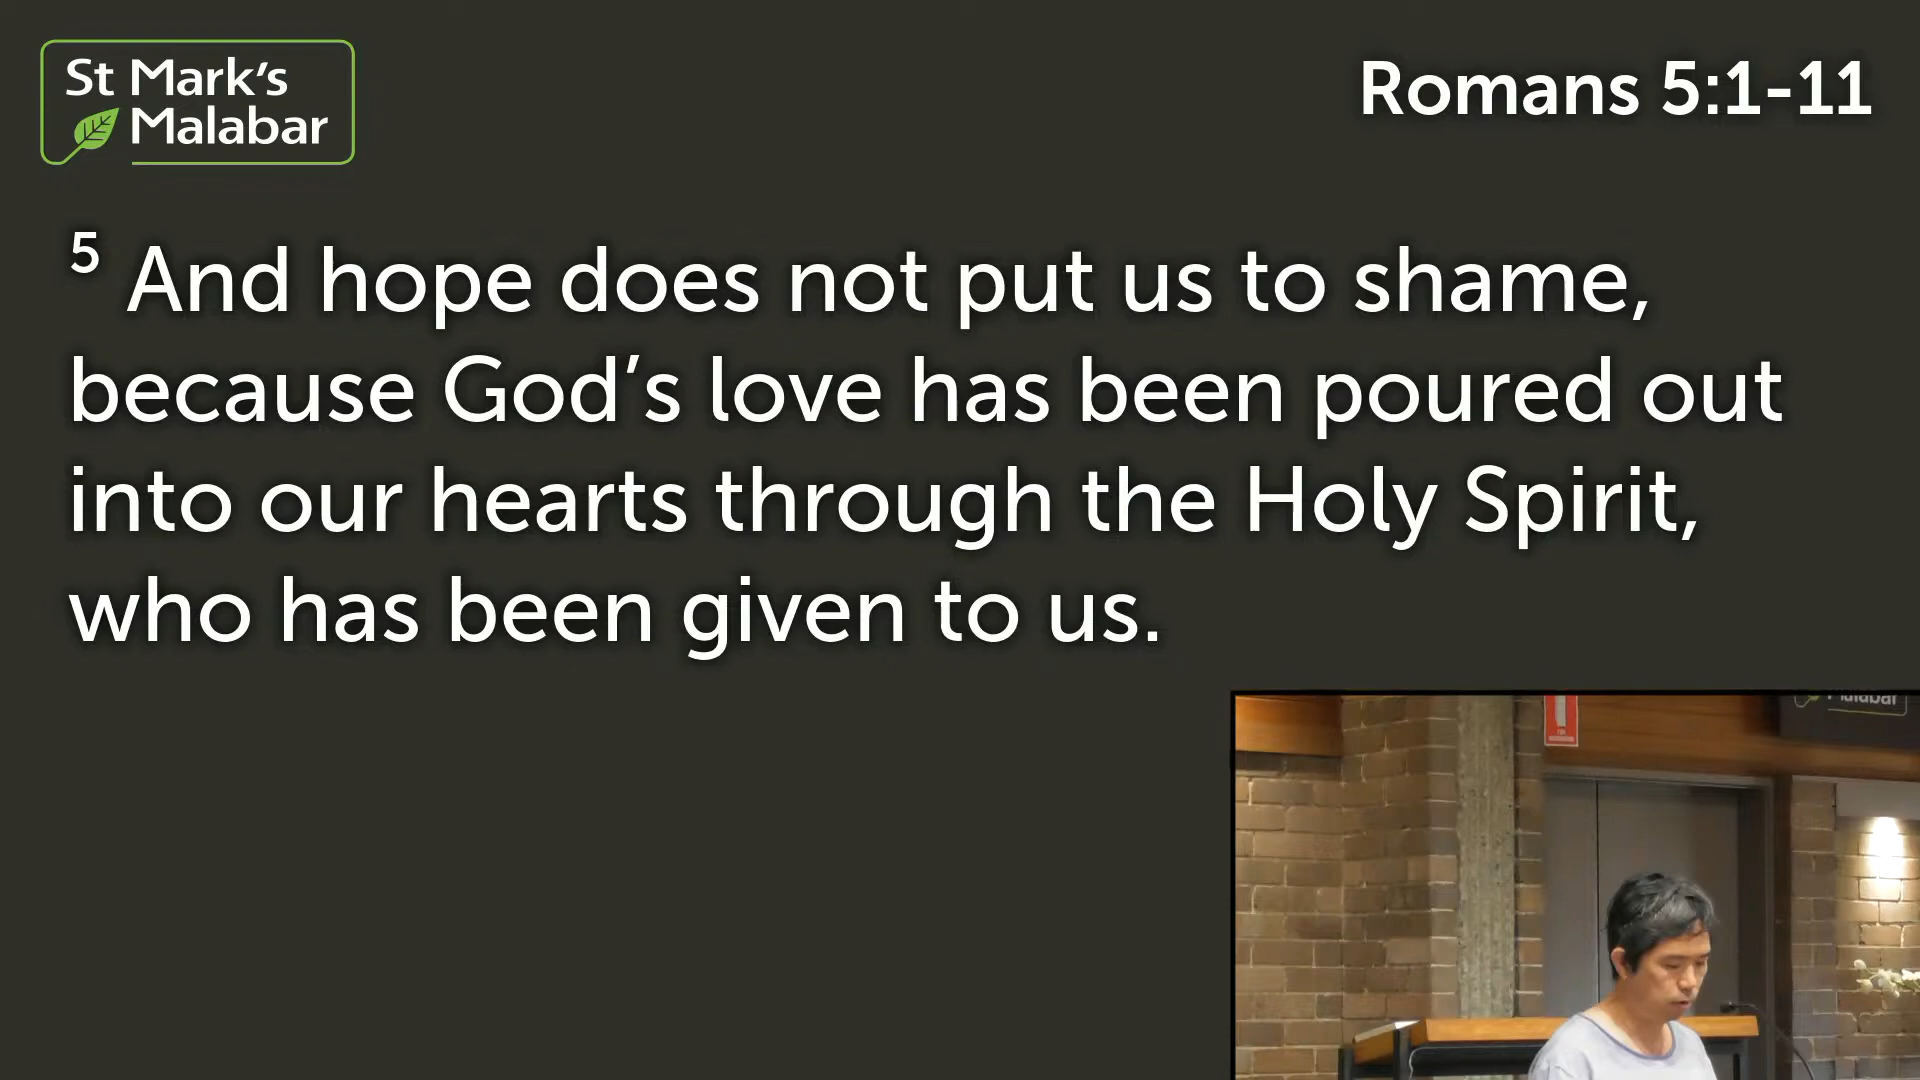 St Mark's
Malabar
Romans 5:1-11
5 And hope does not put us to shame,
because God's love has been poured out
into our hearts through the Holy Spirit,
who has been given to us.
Malabar